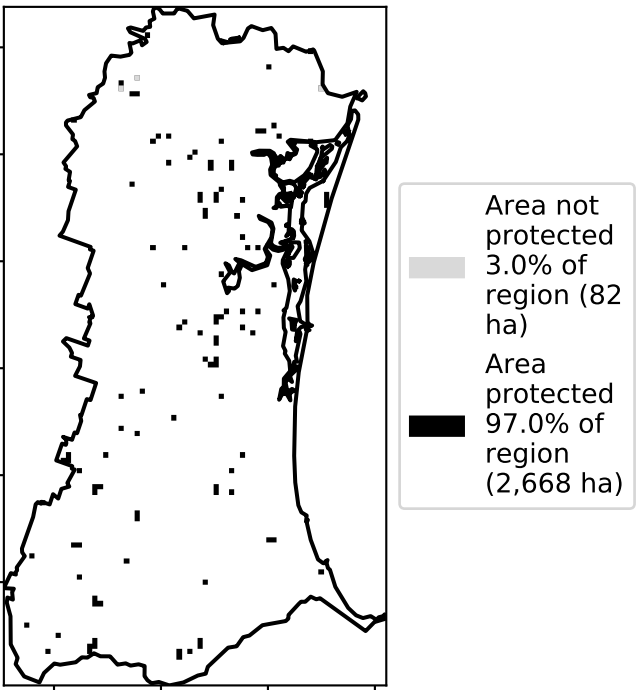 Area not
protected
3.0% of
region (82
ha)
Area
protected
97.0% of
region
(2,668 ha)